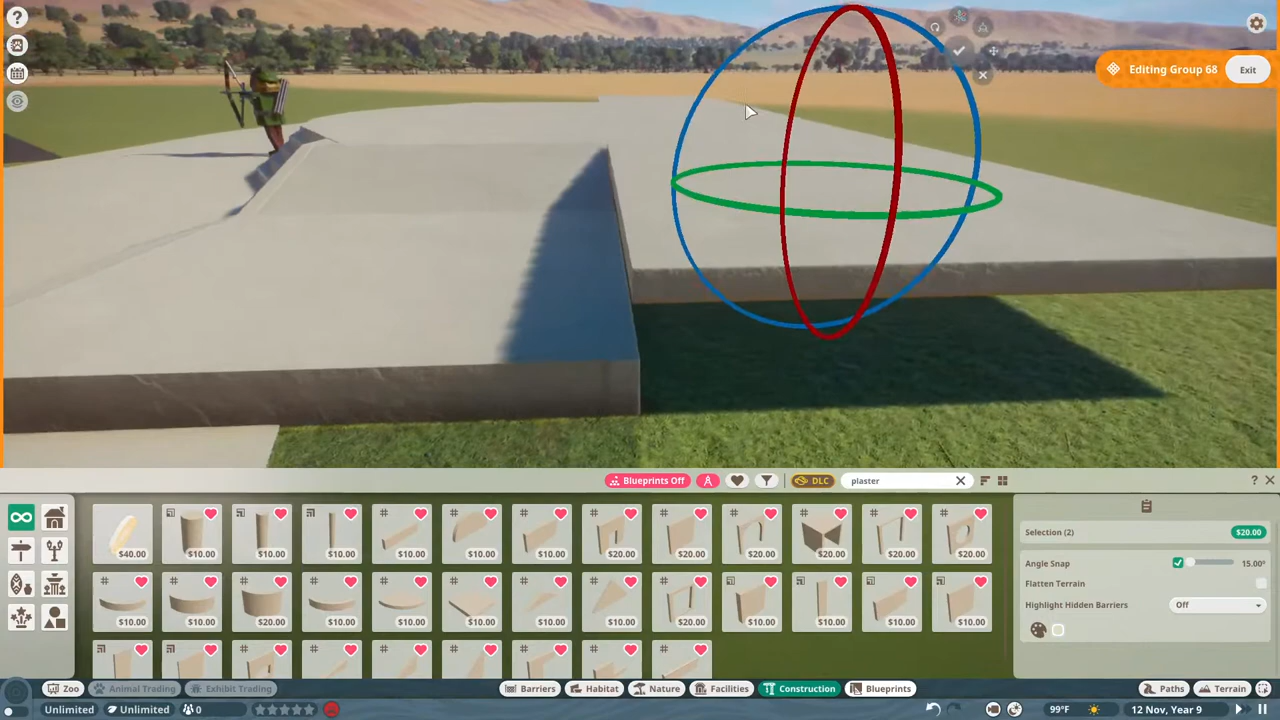 ?
Editing Group 68 Exit
Blueprints Off DLC plaster ? 
$40.00 $10.00 $10.00 $10.00 $10.00 $10.00 $10.00 $20.00 $20.00 $20.00 $20.00 $10.00 $20.00
$10.00 $10.00 $20.00 $10.00 $10.00 $10.00 $10.00 $10.00 $20.00 $10.00 $10.00 $10.00 $10.00
Selection (2) $20.00
Angle Snap 15.00°
Flatten Terrain
Highlight Hidden Barriers Off
Zoo Animal Trading Exhibit Trading Barriers Habitat Nature Facilities Construction Blueprints Paths Terrain
Unlimited Unlimited 0 99°F 12 Nov, Year 9